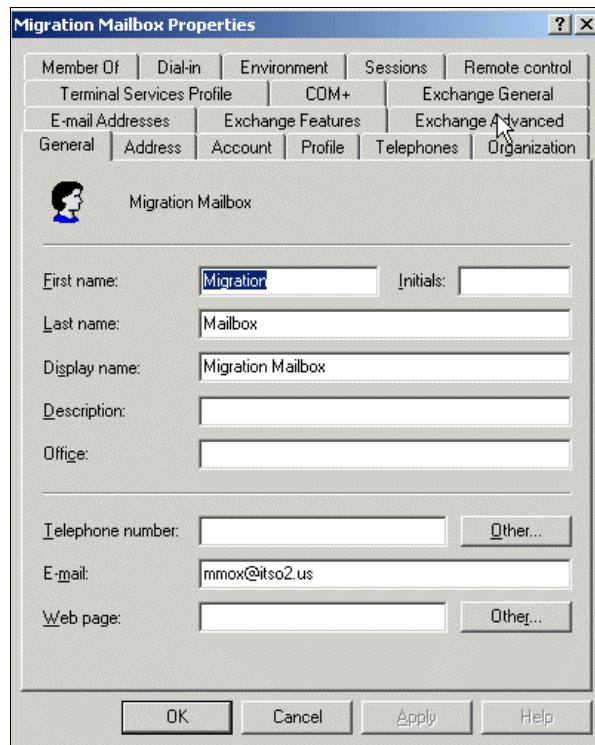 Migration Mailbox Properties
Member Of Dial-in Environment Sessions Remote control
Terminal Services Profile COM+ Exchange General
E-mail Addresses Exchange Features Exchange Advanced
General Address Account Profile Telephones Organization
Migration Mailbox
First name: Migration Initials:
Last name: Mailbox
Display name: Migration Mailbox
Description:
Office:
Telephone number: Other...
E-mail: mmox@itso2.us
Web page: Other...
OK Cancel Apply Help